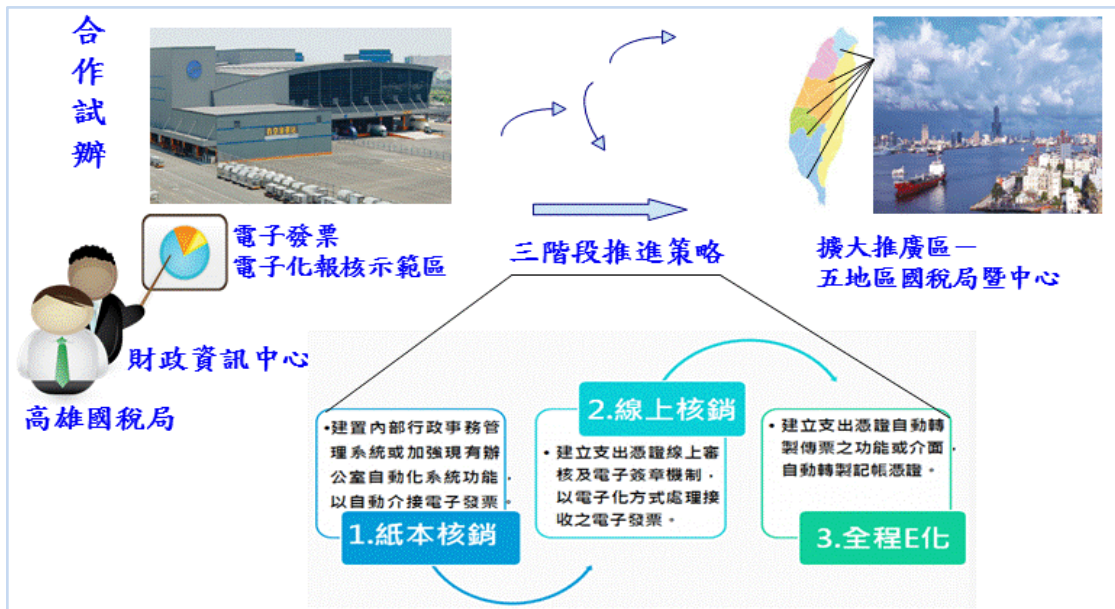 合作試辦
電子發票
電子化報核示範區
財政資訊中心
高雄國稅局
三階段推進策略
擴大推廣區－
五地區國稅局暨中心
•建置內部行政事務管
理系統或加強現有辦
公室自動化系統功能，
以自動介接電子發票。
1.紙本核銷
2.線上核銷
•建立支出憑證線上審
核及電子簽章機制，
以電子化方式處理接
收之電子發票。
•建立支出憑證自動轉
製傳票之功能或介面，
自動轉製記帳憑證。
3.全程E化